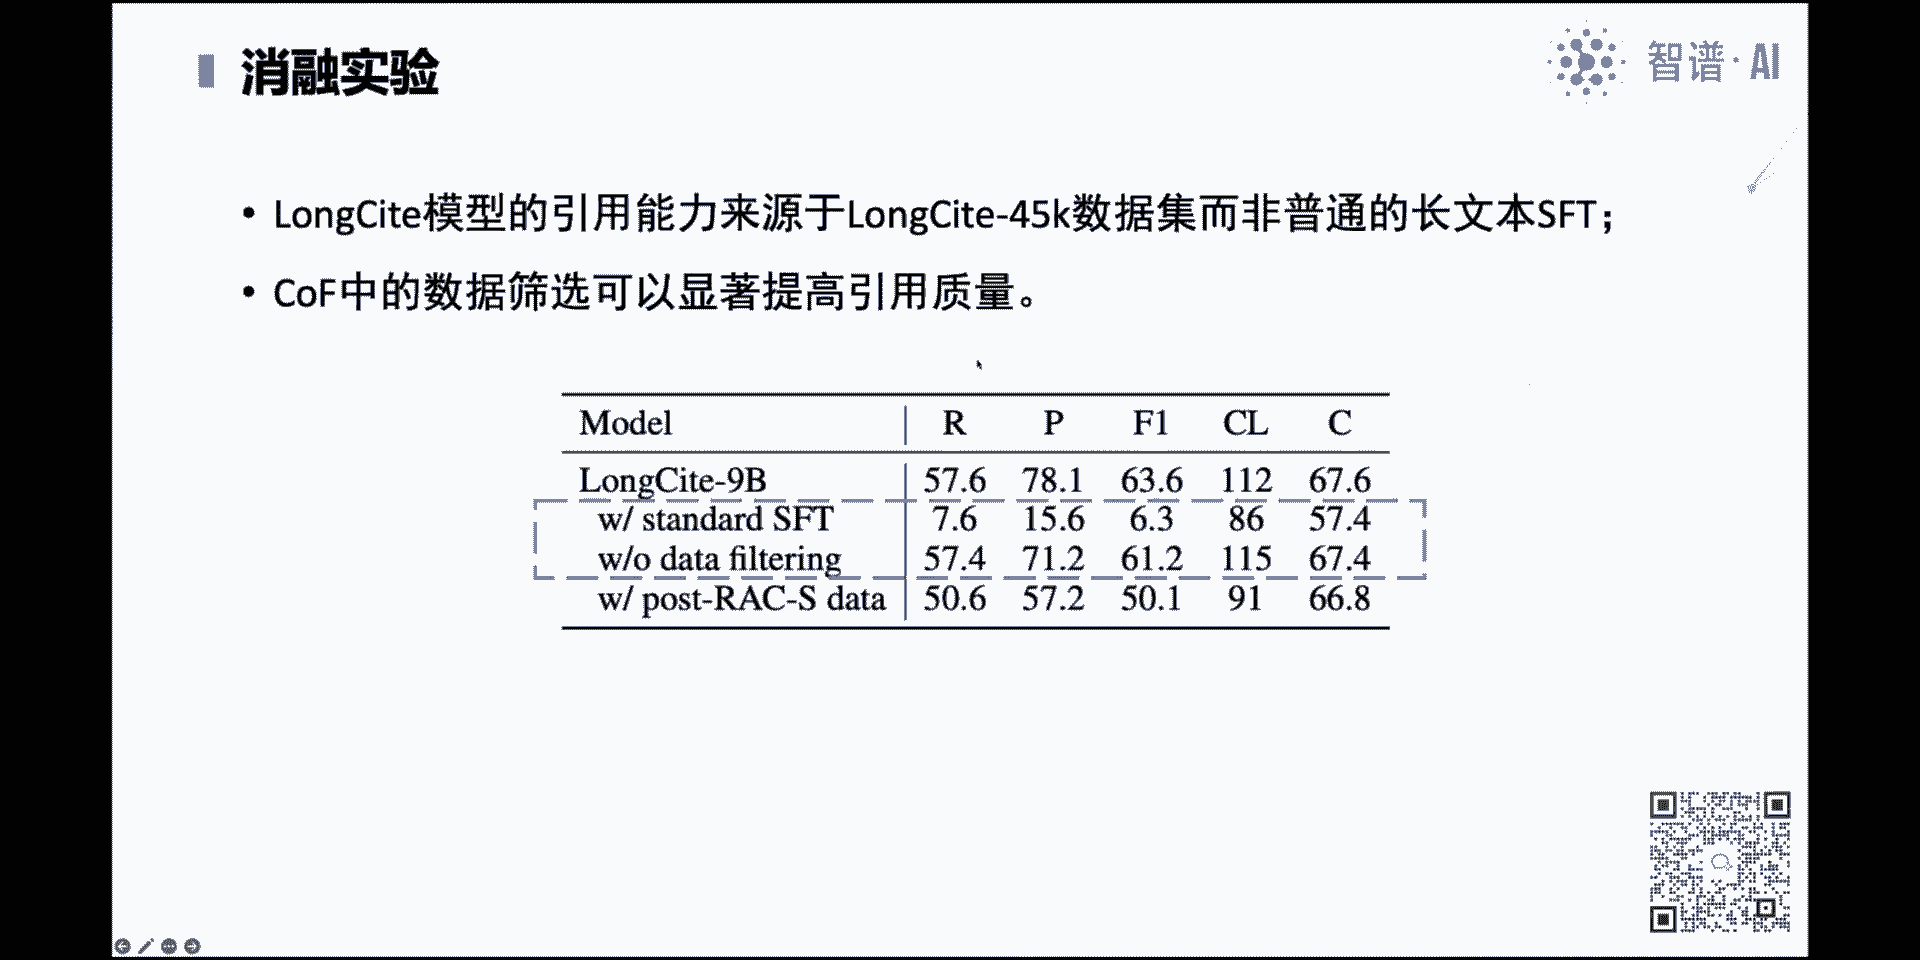 消融实验
智谱·AI
• LongCite模型的引用能力来源于LongCite-45k数据集而非普通的长文本SFT；
• CoF中的数据筛选可以显著提高引用质量。
Model R P F1 CL C
LongCite-9B 57.6 78.1 63.6 112 67.6
w/ standard SFT 7.6 15.6 6.3 86 57.4
w/o data filtering 57.4 71.2 61.2 115 67.4
w/ post-RAC-S data 50.6 57.2 50.1 91 66.8